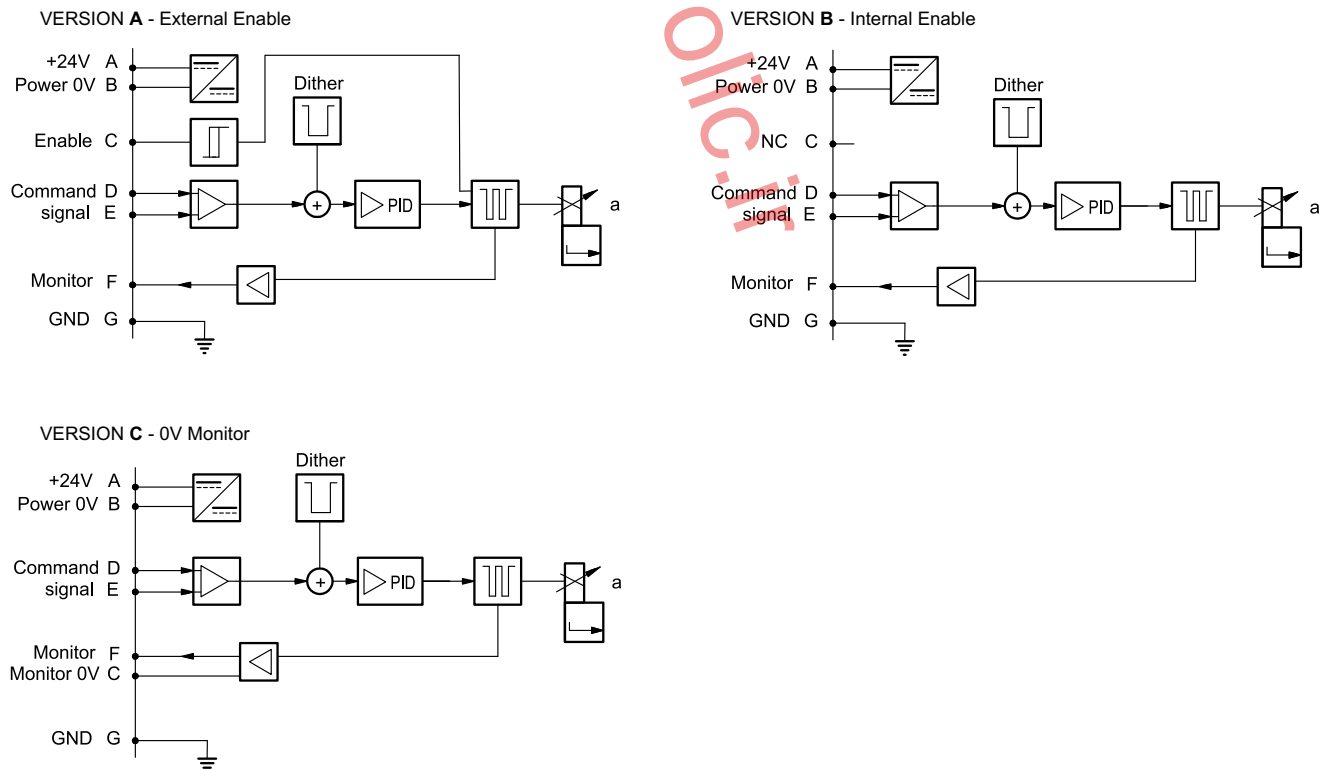 VERSION A - External Enable
+24V A
Power 0V B
Enable C
Command D
signal E
Monitor F
GND G
Dither
+
PID
a
VERSION B - Internal Enable
+24V A
Power 0V B
NC C
Command D
signal E
Monitor F
GND G
Dither
+
PID
a
olic.ir
VERSION C - 0V Monitor
+24V A
Power 0V B
Command D
signal E
Monitor F
Monitor 0V C
GND G
Dither
+
PID
a